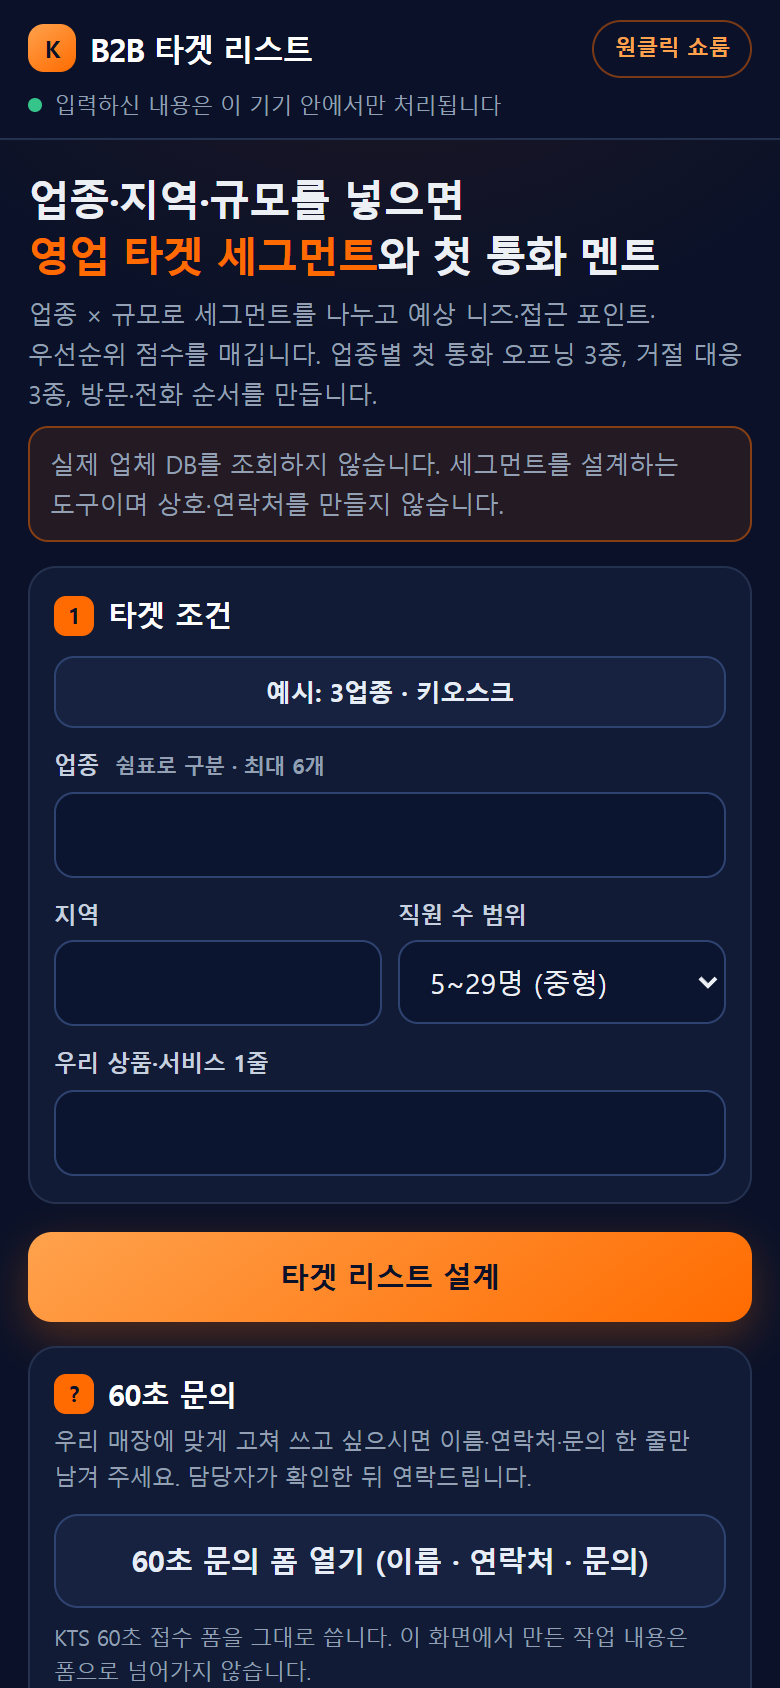 K B2B 타겟 리스트 원클릭 쇼룸
입력하신 내용은 이 기기 안에서만 처리됩니다
업종·지역·규모를 넣으면
영업 타겟 세그먼트와 첫 통화 멘트
업종 × 규모로 세그먼트를 나누고 예상 니즈·접근 포인트·
우선순위 점수를 매깁니다. 업종별 첫 통화 오프닝 3종, 거절 대응
3종, 방문·전화 순서를 만듭니다.
실제 업체 DB를 조회하지 않습니다. 세그먼트를 설계하는
도구이며 상호·연락처를 만들지 않습니다.
1 타겟 조건
예시: 3업종 · 키오스크
업종 쉼표로 구분 · 최대 6개
지역 직원 수 범위
5~29명 (중형)
우리 상품·서비스 1줄
타겟 리스트 설계
? 60초 문의
우리 매장에 맞게 고쳐 쓰고 싶으시면 이름·연락처·문의 한 줄만
남겨 주세요. 담당자가 확인한 뒤 연락드립니다.
60초 문의 폼 열기 (이름 · 연락처 · 문의)
KTS 60초 접수 폼을 그대로 씁니다. 이 화면에서 만든 작업 내용은
폼으로 넘어가지 않습니다.